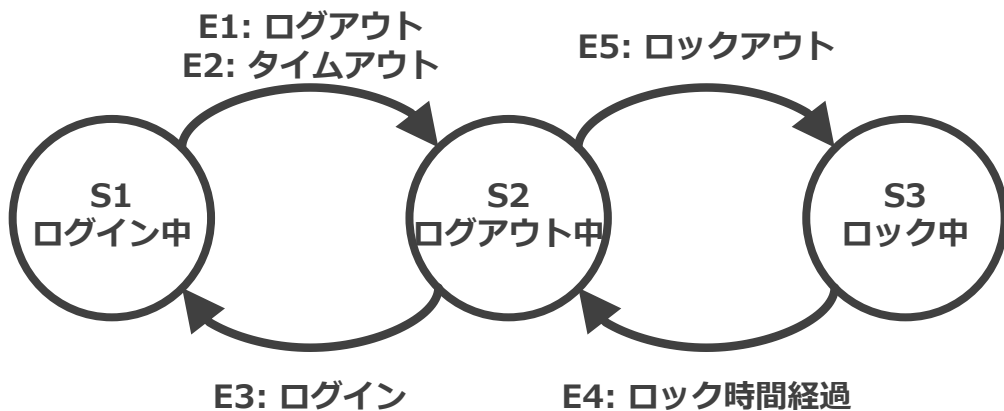 E1: ログアウト
E2: タイムアウト
E5: ロックアウト
S1
ログイン中
S2
ログアウト中
S3
ロック中
E3: ログイン
E4: ロック時間経過